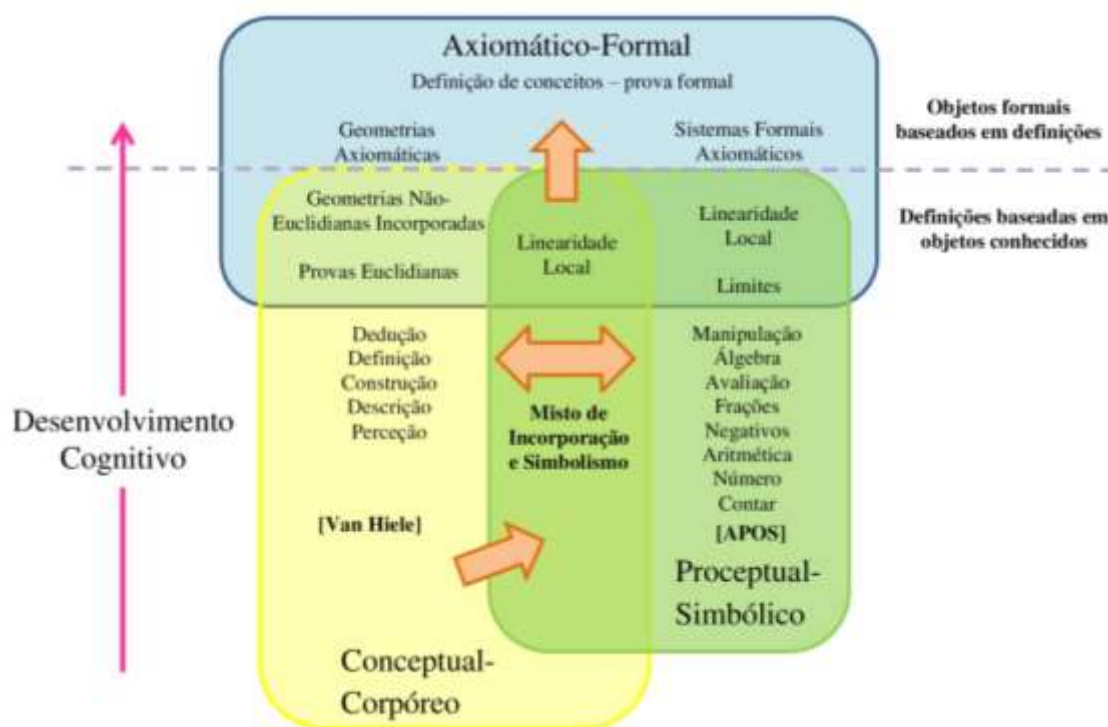 Axiomático-Formal
Definição de conceitos – prova formal
Geometrias
Axiomáticas
Sistemas Formais
Axiomáticos
Objetos formais
baseados em definições
Geometrias Não-
Euclidianas Incorporadas
Provas Euclidianas
Linearidade
Local
Linearidade
Local
Limites
Definições baseadas em
objetos conhecidos
Dedução
Definição
Construção
Descrição
Perceção
[Van Hiele]
Misto de
Incorporação
e Simbolismo
Manipulação
Álgebra
Avaliação
Frações
Negativos
Aritmética
Número
Contar
[APOS]
Proceptual-
Simbólico
Conceptual-
Corpóreo
Desenvolvimento
Cognitivo